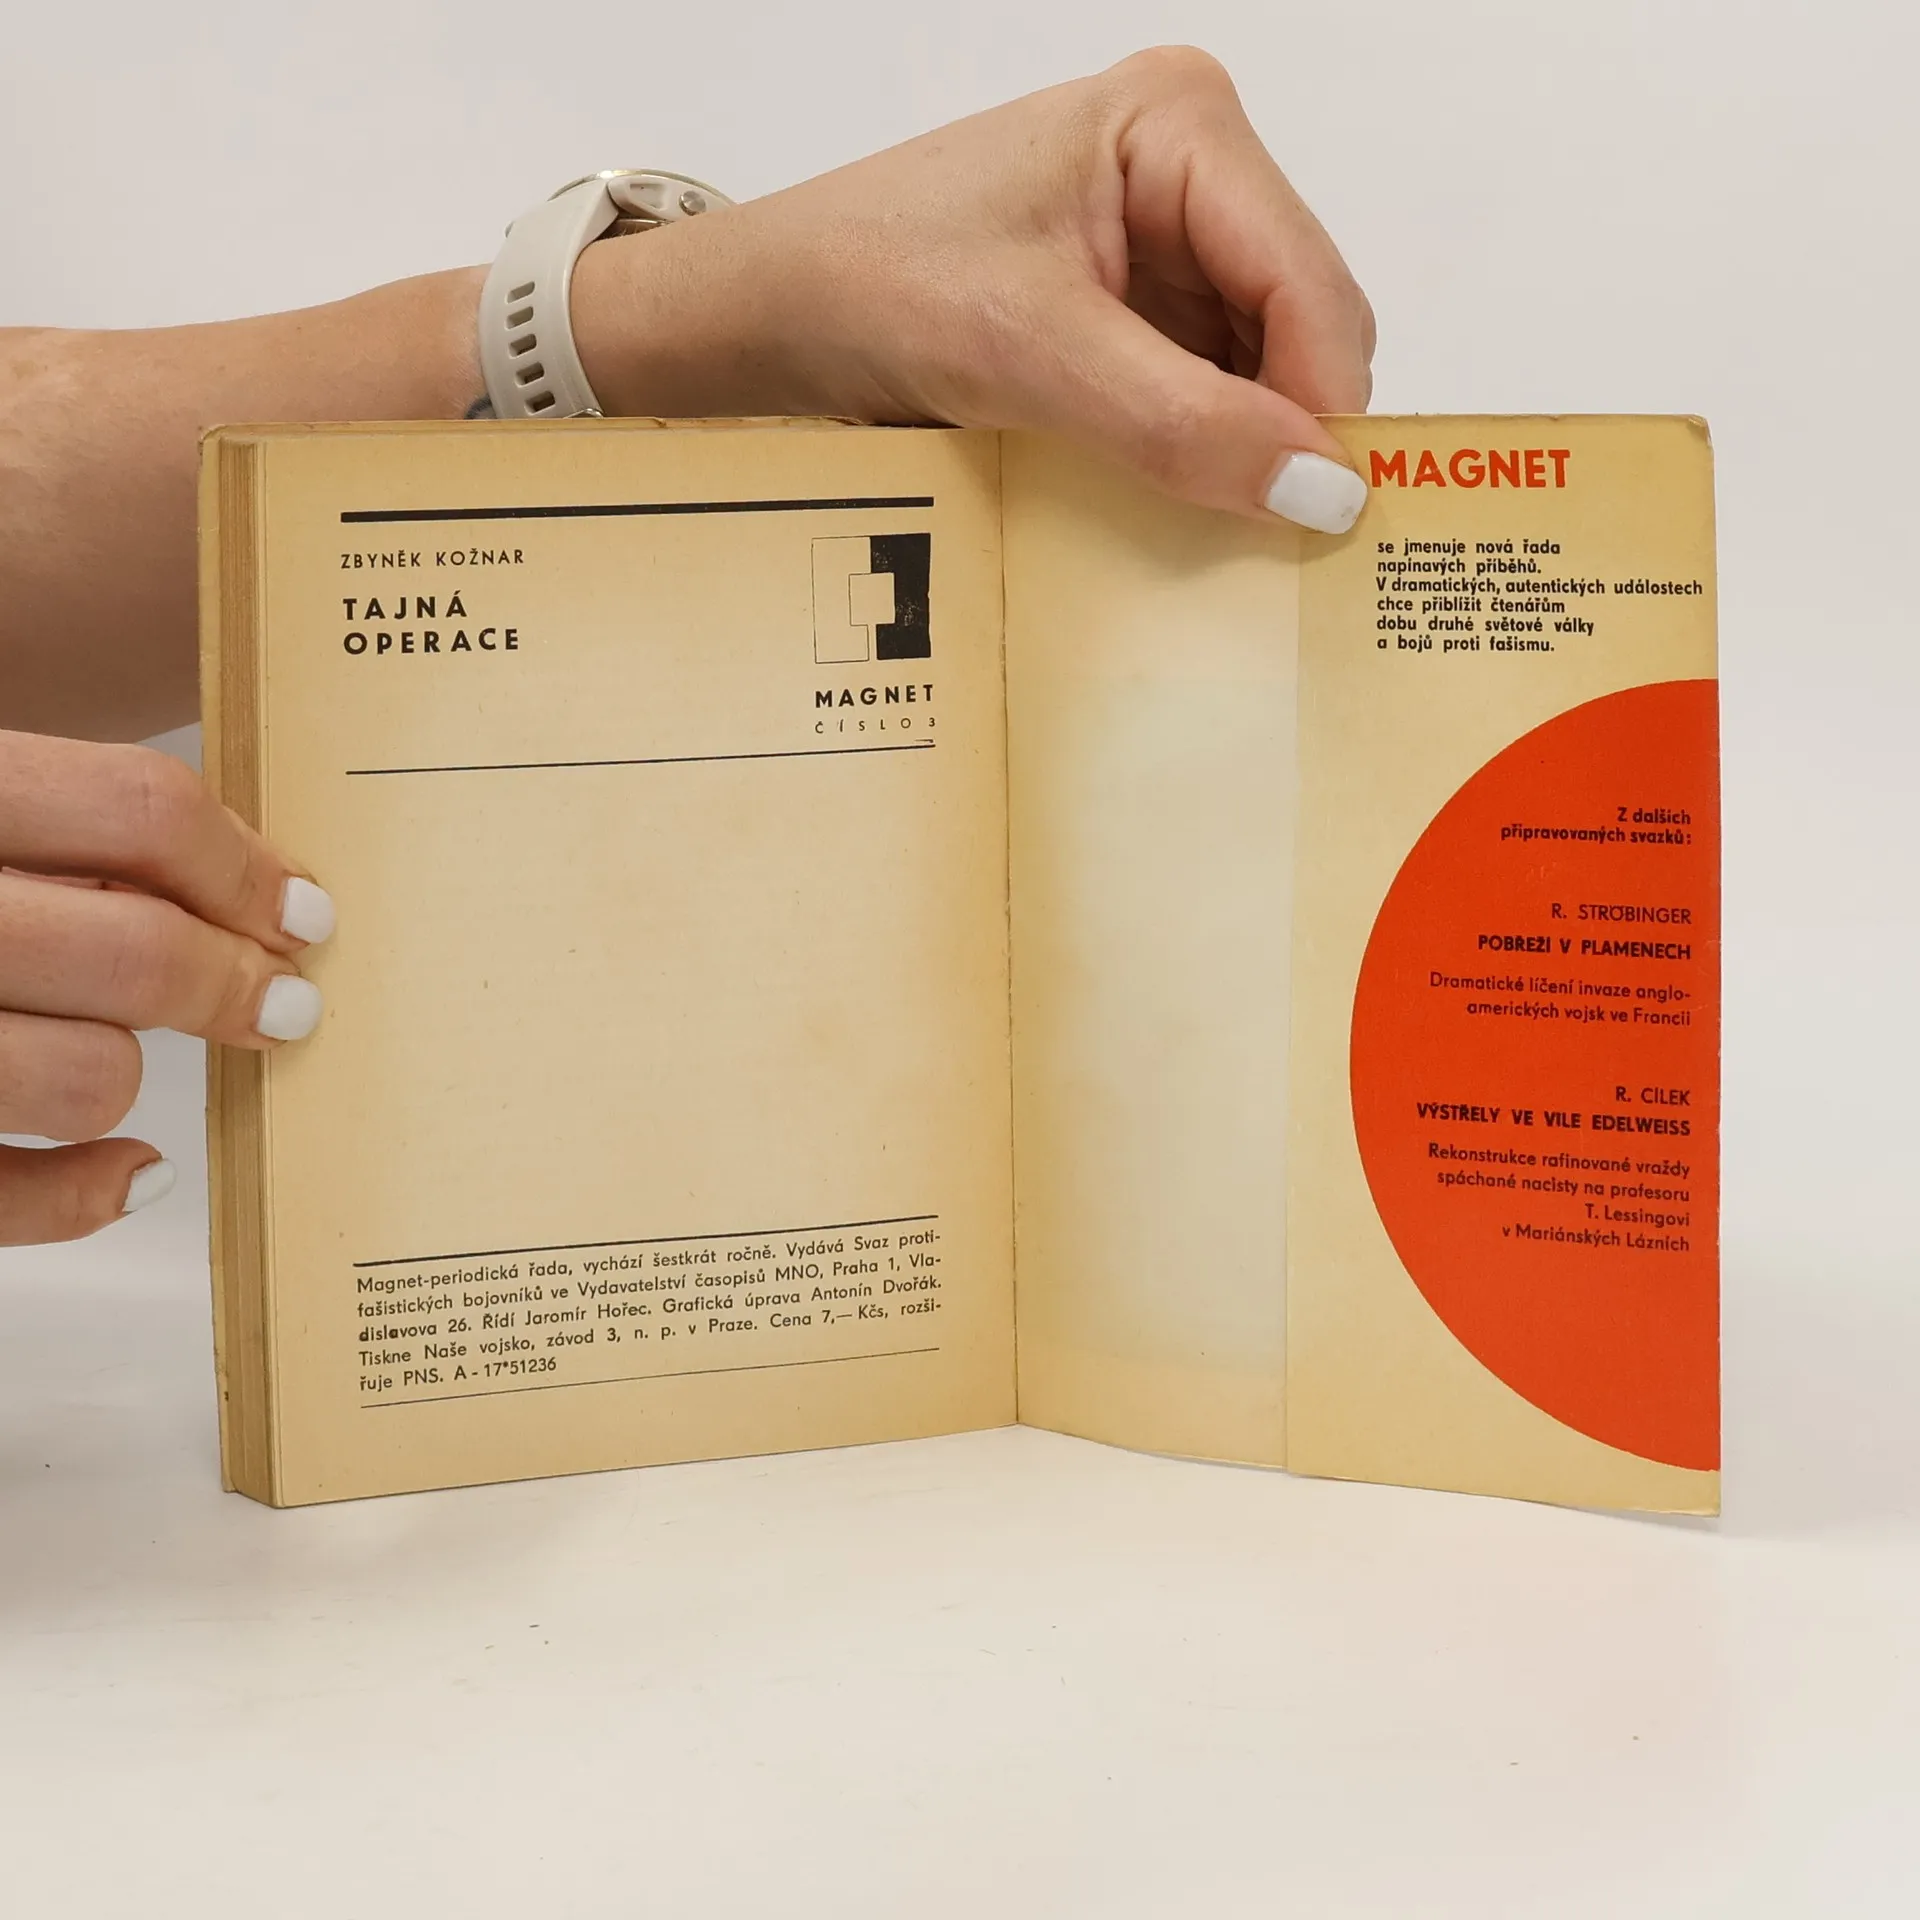 ZBYNĚK KOŽNAR
TAJNÁ
OPERACE
MAGNET
ČÍSLO 3
Magnet-periodická řada, vychází šestkrát ročně. Vydává Svaz proti-
fašistických bojovníků ve Vydavatelství časopisů MNO, Praha 1, Vla-
dislavova 26. Řídí Jaromír Hořec. Grafická úprava Antonín Dvořák.
Tiskne Naše vojsko, závod 3, n. p. v Praze. Cena 7,— Kčs, rozši-
řuje PNS. A - 17*51236
MAGNET
se jmenuje nová řada
napínavých příběhů.
V dramatických, autentických událostech
chce přiblížit čtenářům
dobu druhé světové války
a bojů proti fašismu.
Z dalších
připravovaných svazků:
R. STRÖBINGER
POBŘEŽÍ V PLAMENECH
Dramatické líčení invaze anglo-
amerických vojsk ve Francii
R. CÍLEK
VÝSTŘELY VE VILE EDELWEISS
Rekonstrukce rafinované vraždy
spáchané nacisty na profesoru
T. Lessingovi
v Mariánských Lázních